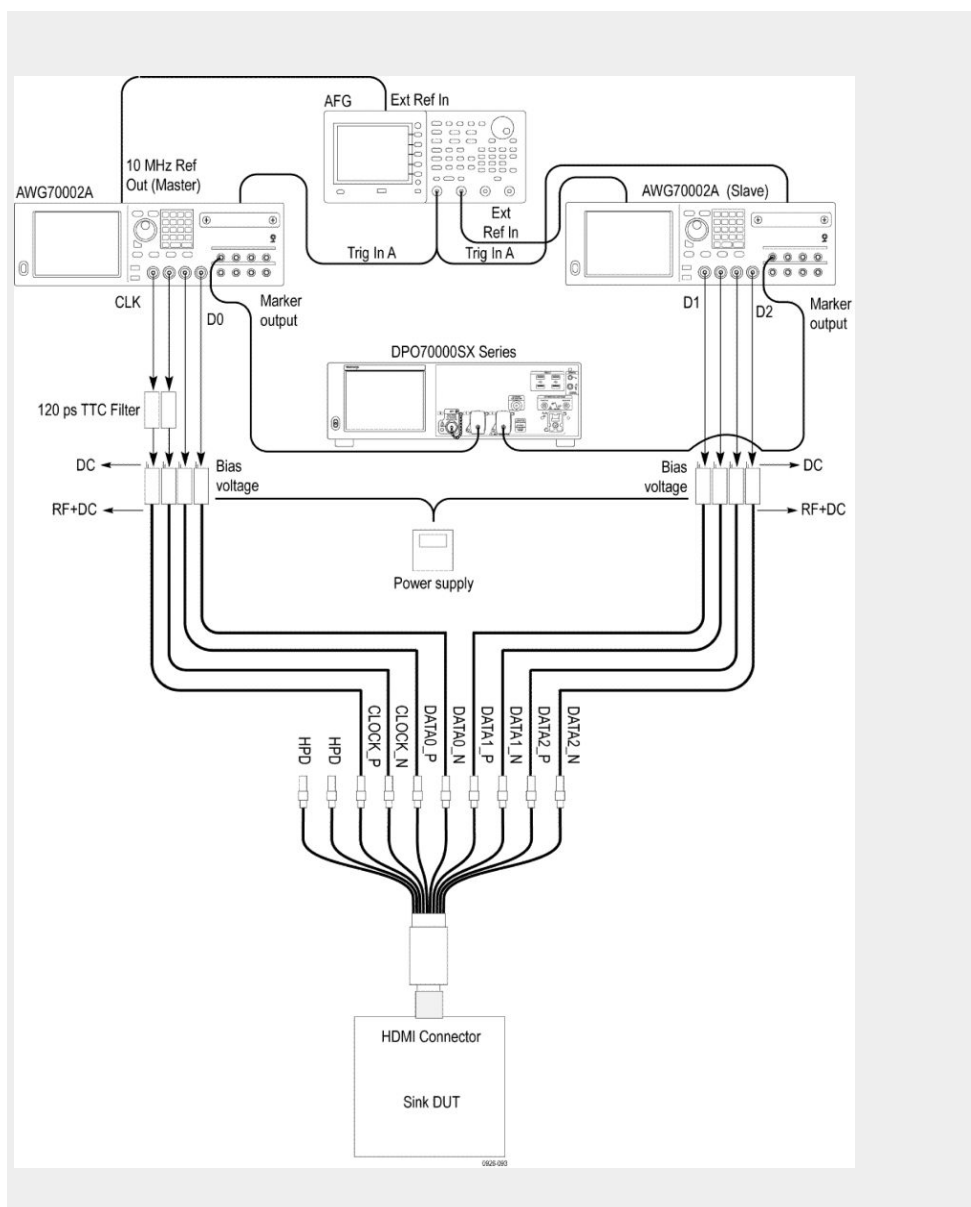 AFG
Ext Ref In
10 MHz Ref
Out (Master)
AWG70002A
AWG70002A (Slave)
Ext
Ref In
Trig In A
Trig In A
CLK
D0
Marker
output
D1
D2
Marker
output
DPO70000SX Series
120 ps TTC Filter
DC
Bias
voltage
RF+DC
Bias
voltage
DC
RF+DC
Power supply
HPD
HPD
CLOCK_P
CLOCK_N
DATA0_P
DATA0_N
DATA1_P
DATA1_N
DATA2_P
DATA2_N
HDMI Connector
Sink DUT
0926-093